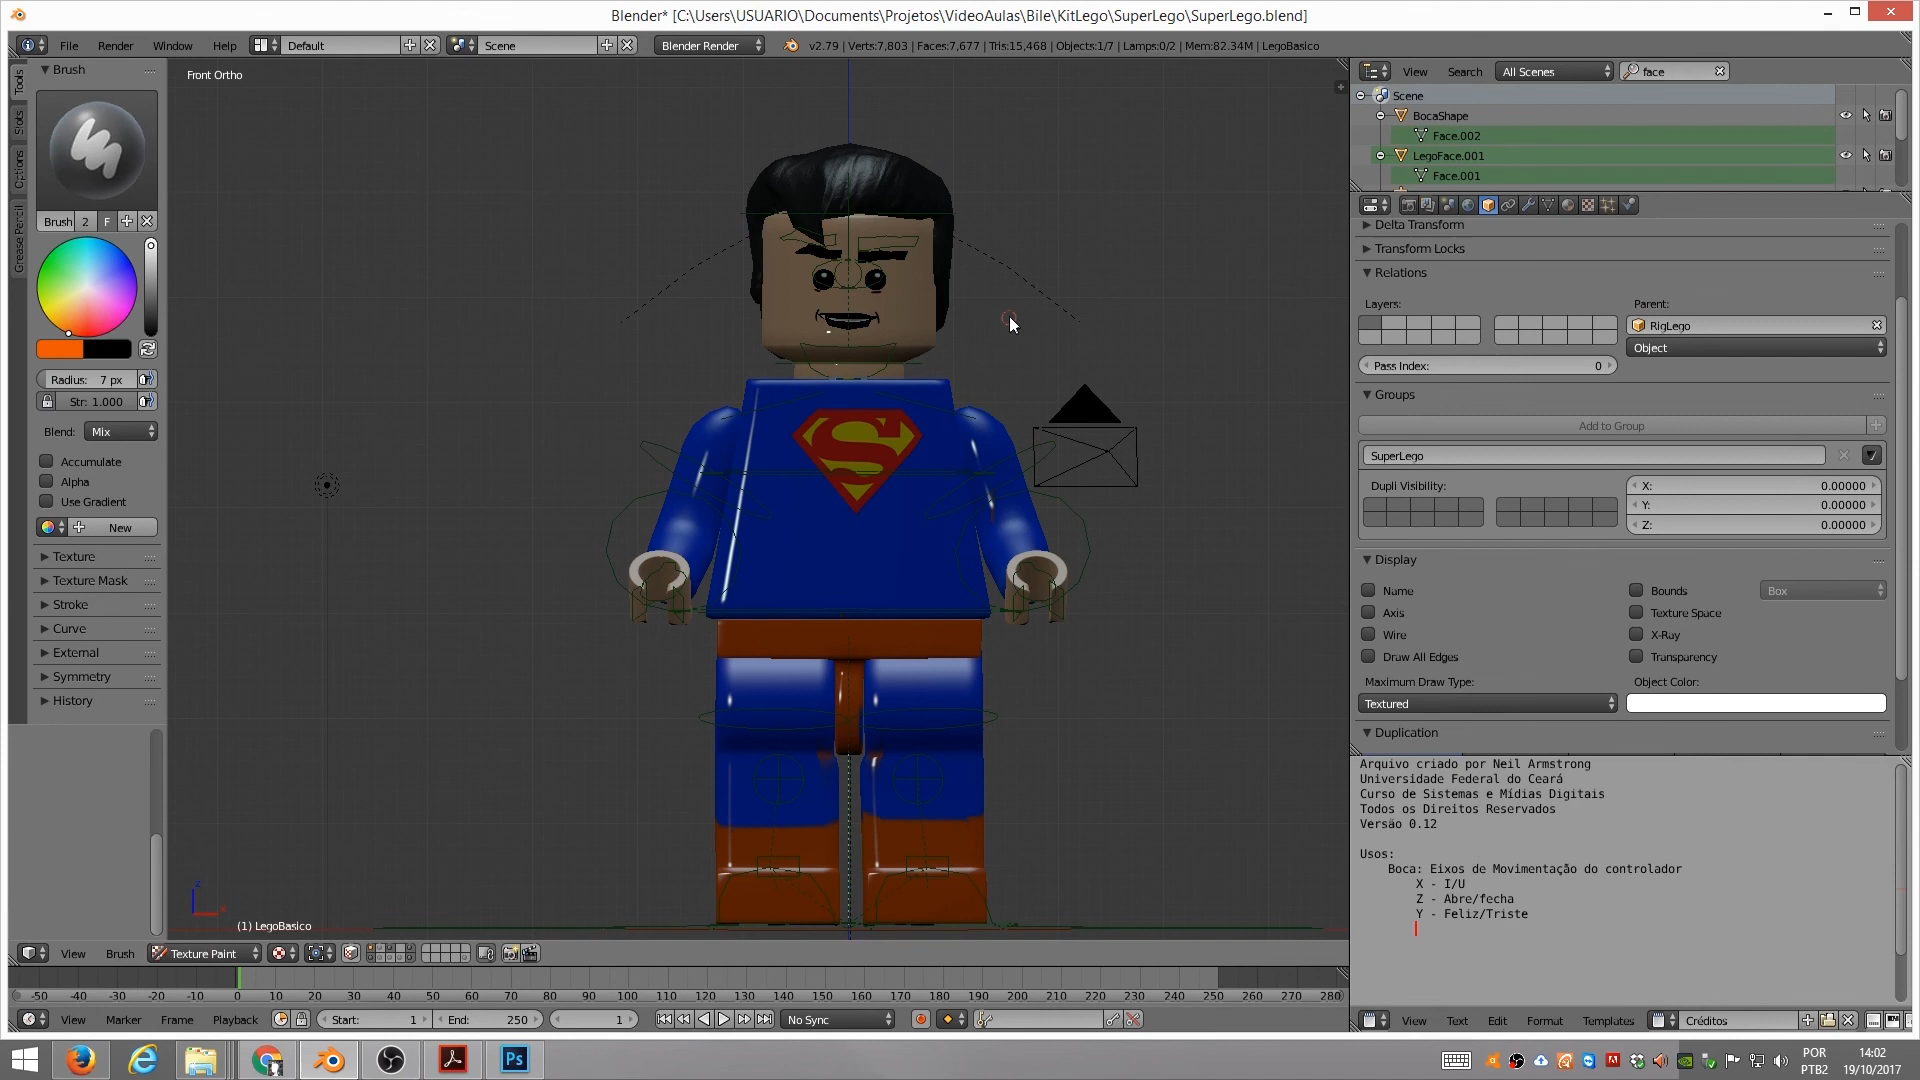 Blender* [C:\Users\USUARIO\Documents\Projetos\VideoAulas\Bile\KitLego\SuperLego\SuperLego.blend]
File Render Window Help Default Scene Blender Render v2.79 | Verts:7,803 | Faces:7,677 | Tris:15,468 | Objects:1/7 | Lamps:0/2 | Mem:82.34M | LegoBasico
Tools
Slots
Options
Grease Pencil
Brush
Brush 2 F
Radius: 7 px
Str: 1.000
Blend: Mix
Accumulate
Alpha
Use Gradient
New
Texture
Texture Mask
Stroke
Curve
External
Symmetry
History
Front Ortho
S
z
x
(1) LegoBasico
View Brush Texture Paint
-50 -40 -30 -20 -10 0 10 20 30 40 50 60 70 80 90 100 110 120 130 140 150 160 170 180 190 200 210 220 230 240 250 260 270 280
View Marker Frame Playback Start: 1 End: 250 1 No Sync
View Search All Scenes face
Scene
BocaShape
Face.002
LegoFace.001
Face.001
Delta Transform
Transform Locks
Relations
Layers: Parent:
RigLego
Object
Pass Index: 0
Groups
Add to Group
SuperLego
Dupli Visibility: X: 0.00000
Y: 0.00000
Z: 0.00000
Display
Name Bounds Box
Axis Texture Space
Wire X-Ray
Draw All Edges Transparency
Maximum Draw Type: Object Color:
Textured
Duplication
Arquivo criado por Neil Armstrong
Universidade Federal do Ceará
Curso de Sistemas e Mídias Digitais
Todos os Direitos Reservados
Versão 0.12
Usos:
Boca: Eixos de Movimentação do controlador
X - I/U
Z - Abre/fecha
Y - Feliz/Triste
View Text Edit Format Templates Créditos
Ps
POR 14:02
PTB2 19/10/2017